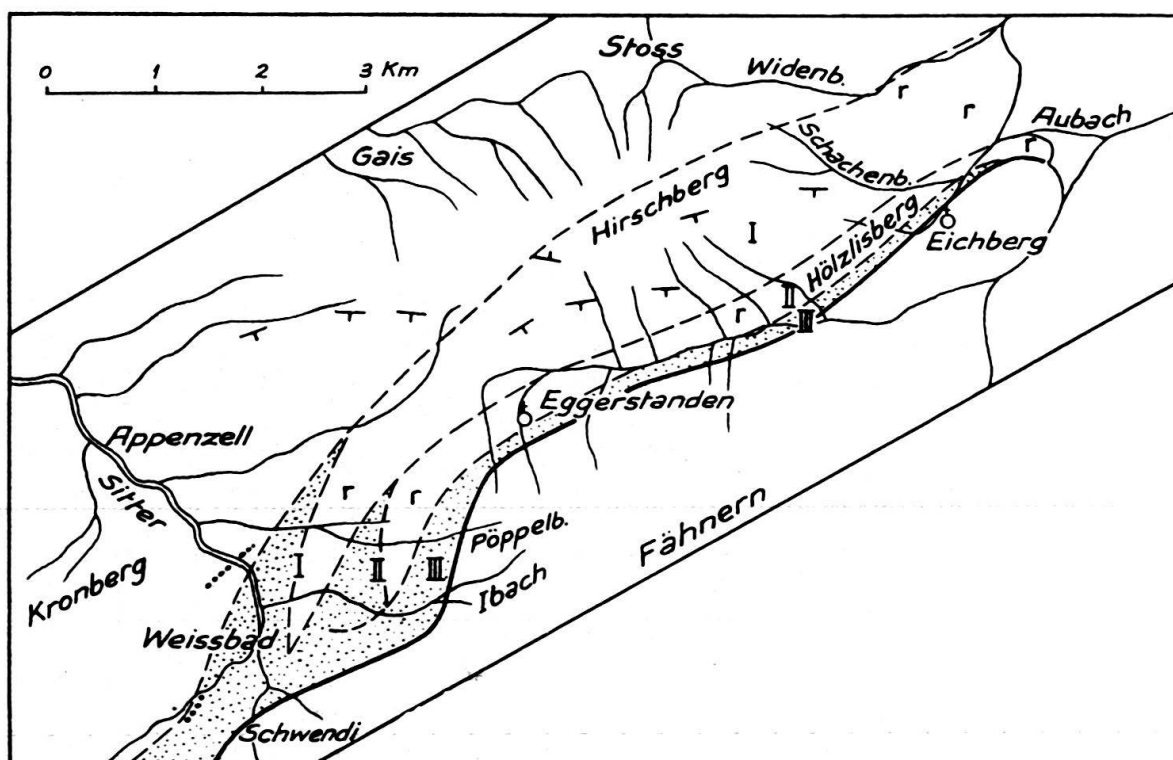 0 1 2 3 Km
Stoss
Widenb.
r
r
Aubach
Gais
Schachenb.
r
Hirschberg
I
Hölzlisberg
Eichberg
II
r
III
Eggerstanden
Appenzell
Sitter
r
r
Fähnern
Pöppelb.
I
II
III
Ibach
Kronberg
Weissbad
Schwendi